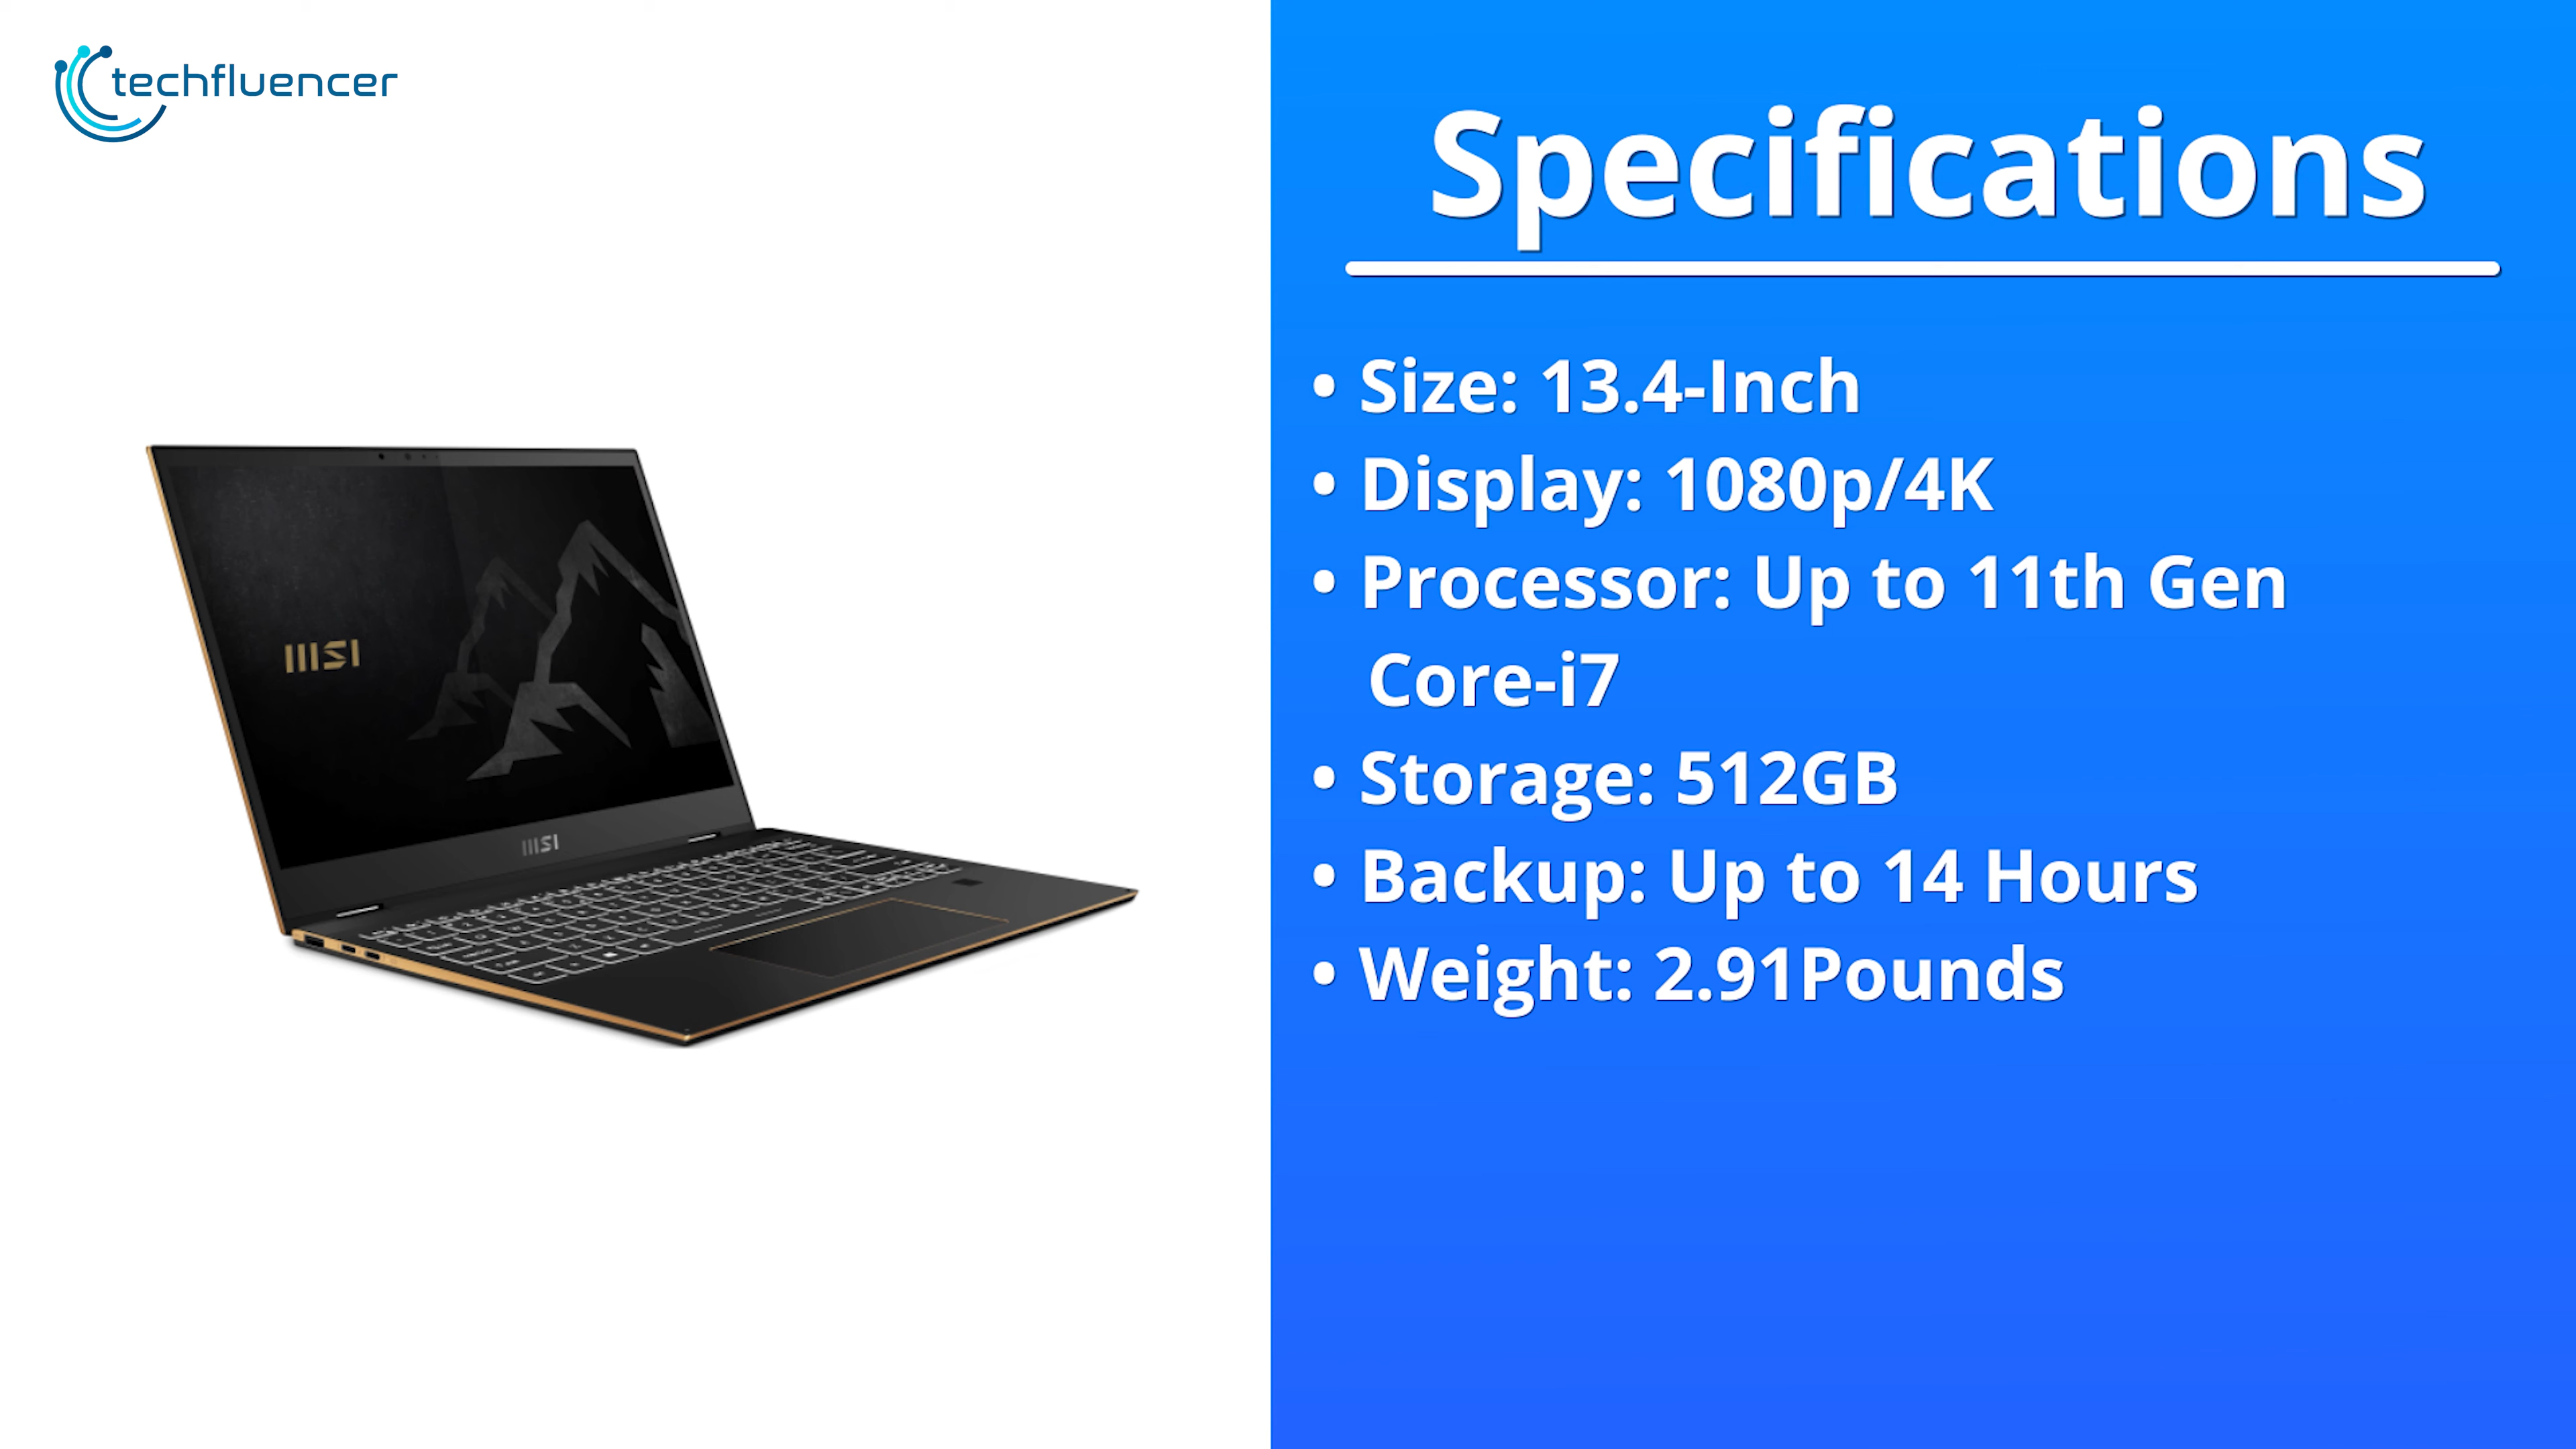 techfluencer
Specifications
• Size: 13.4-Inch
• Display: 1080p/4K
• Processor: Up to 11th Gen
Core-i7
• Storage: 512GB
• Backup: Up to 14 Hours
• Weight: 2.91Pounds
msi
msi